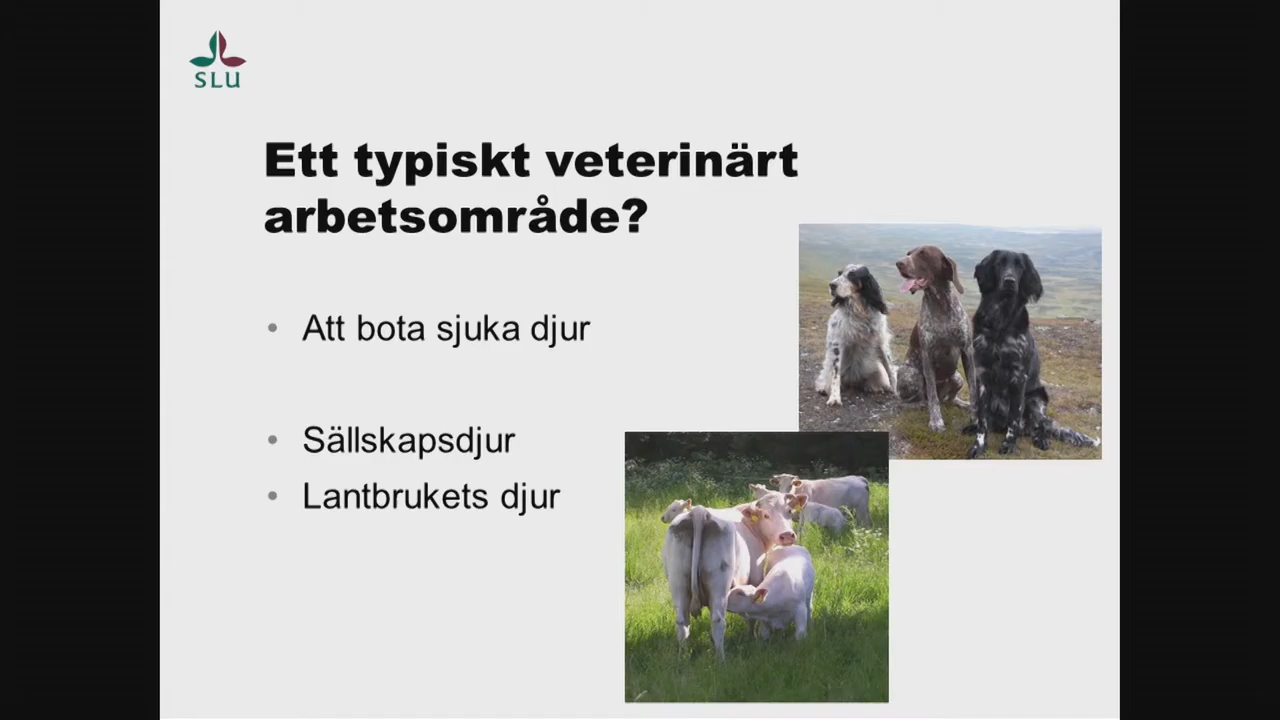 SLU
Ett typiskt veterinärt
arbetsområde?
• Att bota sjuka djur
• Sällskapsdjur
• Lantbrukets djur